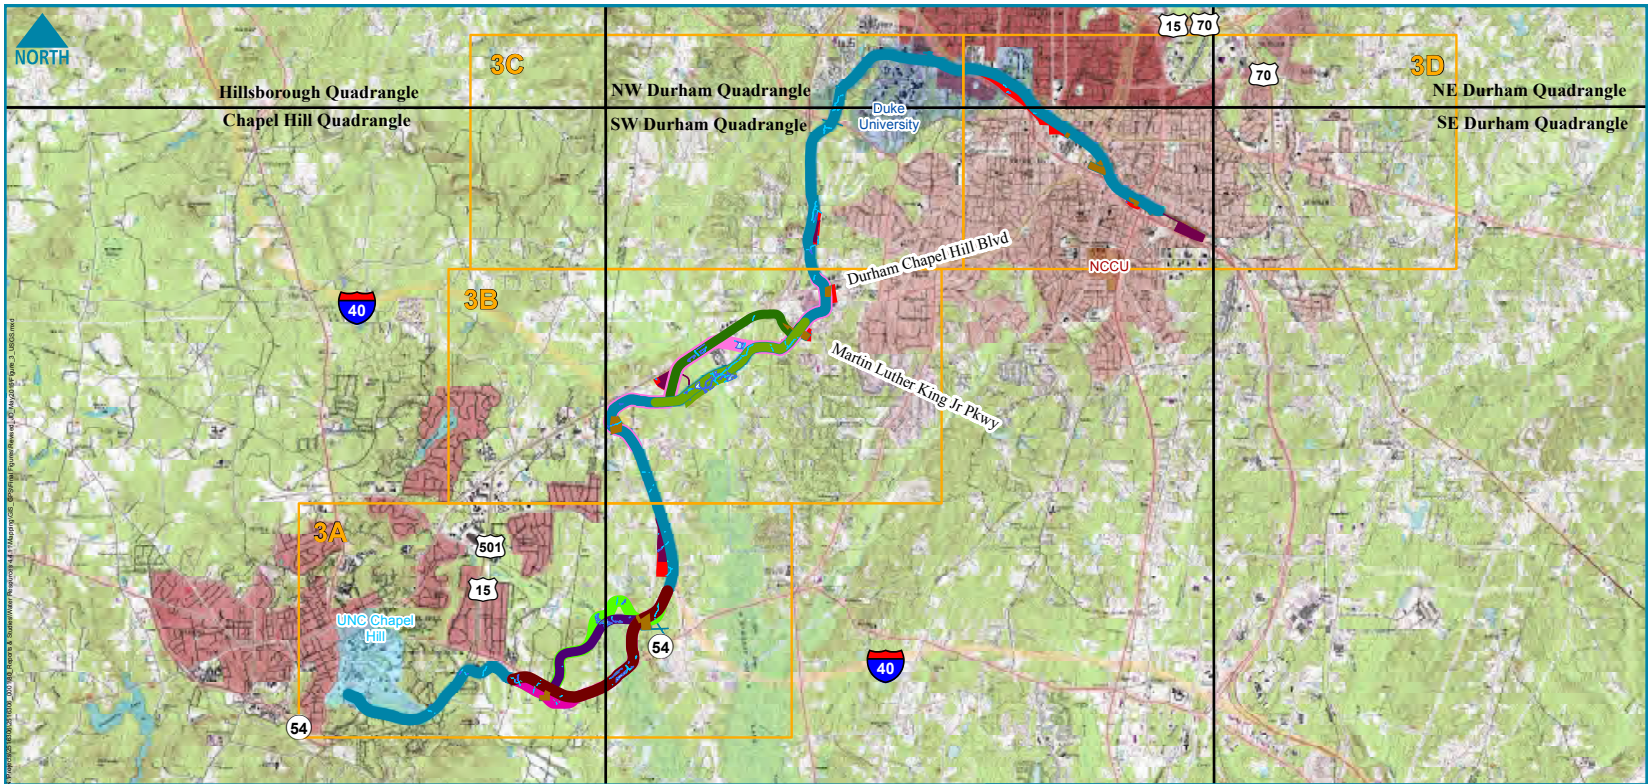 NORTH
Hillsborough Quadrangle
Chapel Hill Quadrangle
3C
NW Durham Quadrangle
SW Durham Quadrangle
15
70
70
3D
NE Durham Quadrangle
SE Durham Quadrangle
Duke
University
Durham Chapel Hill Blvd
NCCU
40
3B
Martin Luther King Jr Pkwy
3A
501
15
UNC Chapel
Hill
54
54
40